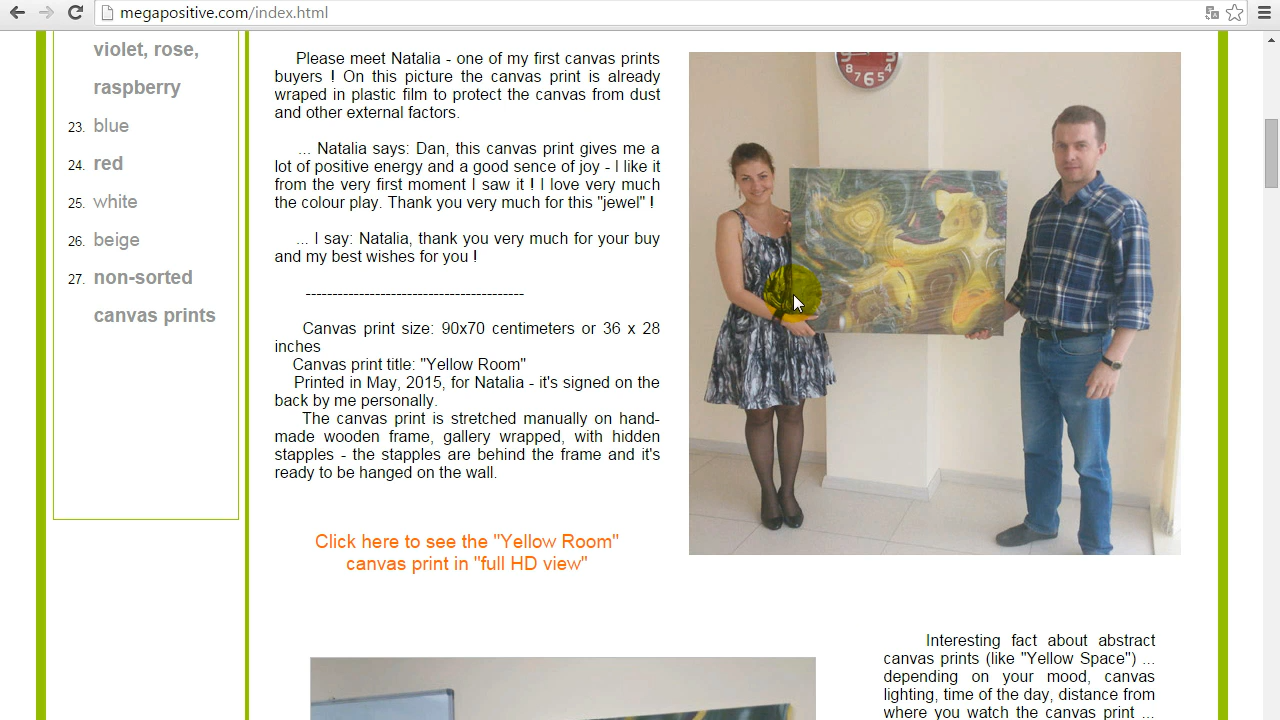 megapositive.com/index.html
violet, rose,
raspberry
23. blue
24. red
25. white
26. beige
27. non-sorted
canvas prints
Please meet Natalia - one of my first canvas prints
buyers ! On this picture the canvas print is already
wraped in plastic film to protect the canvas from dust
and other external factors.
... Natalia says: Dan, this canvas print gives me a
lot of positive energy and a good sence of joy - I like it
from the very first moment I saw it ! I love very much
the colour play. Thank you very much for this "jewel" !
... I say: Natalia, thank you very much for your buy
and my best wishes for you !
-----------------------------------------
Canvas print size: 90x70 centimeters or 36 x 28
inches
Canvas print title: "Yellow Room"
Printed in May, 2015, for Natalia - it's signed on the
back by me personally.
The canvas print is stretched manually on hand-
made wooden frame, gallery wrapped, with hidden
stapples - the stapples are behind the frame and it's
ready to be hanged on the wall.
Click here to see the "Yellow Room"
canvas print in "full HD view"
8 7 6 5 4
Interesting fact about abstract
canvas prints (like "Yellow Space") ...
depending on your mood, canvas
lighting, time of the day, distance from
where you watch the canvas print ...